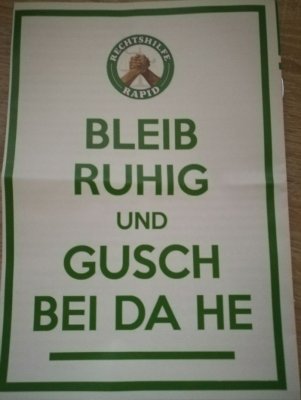 RECHTSHILFE
RAPID
BLEIB
RUHIG
UND
GUSCH
BEI DA HE